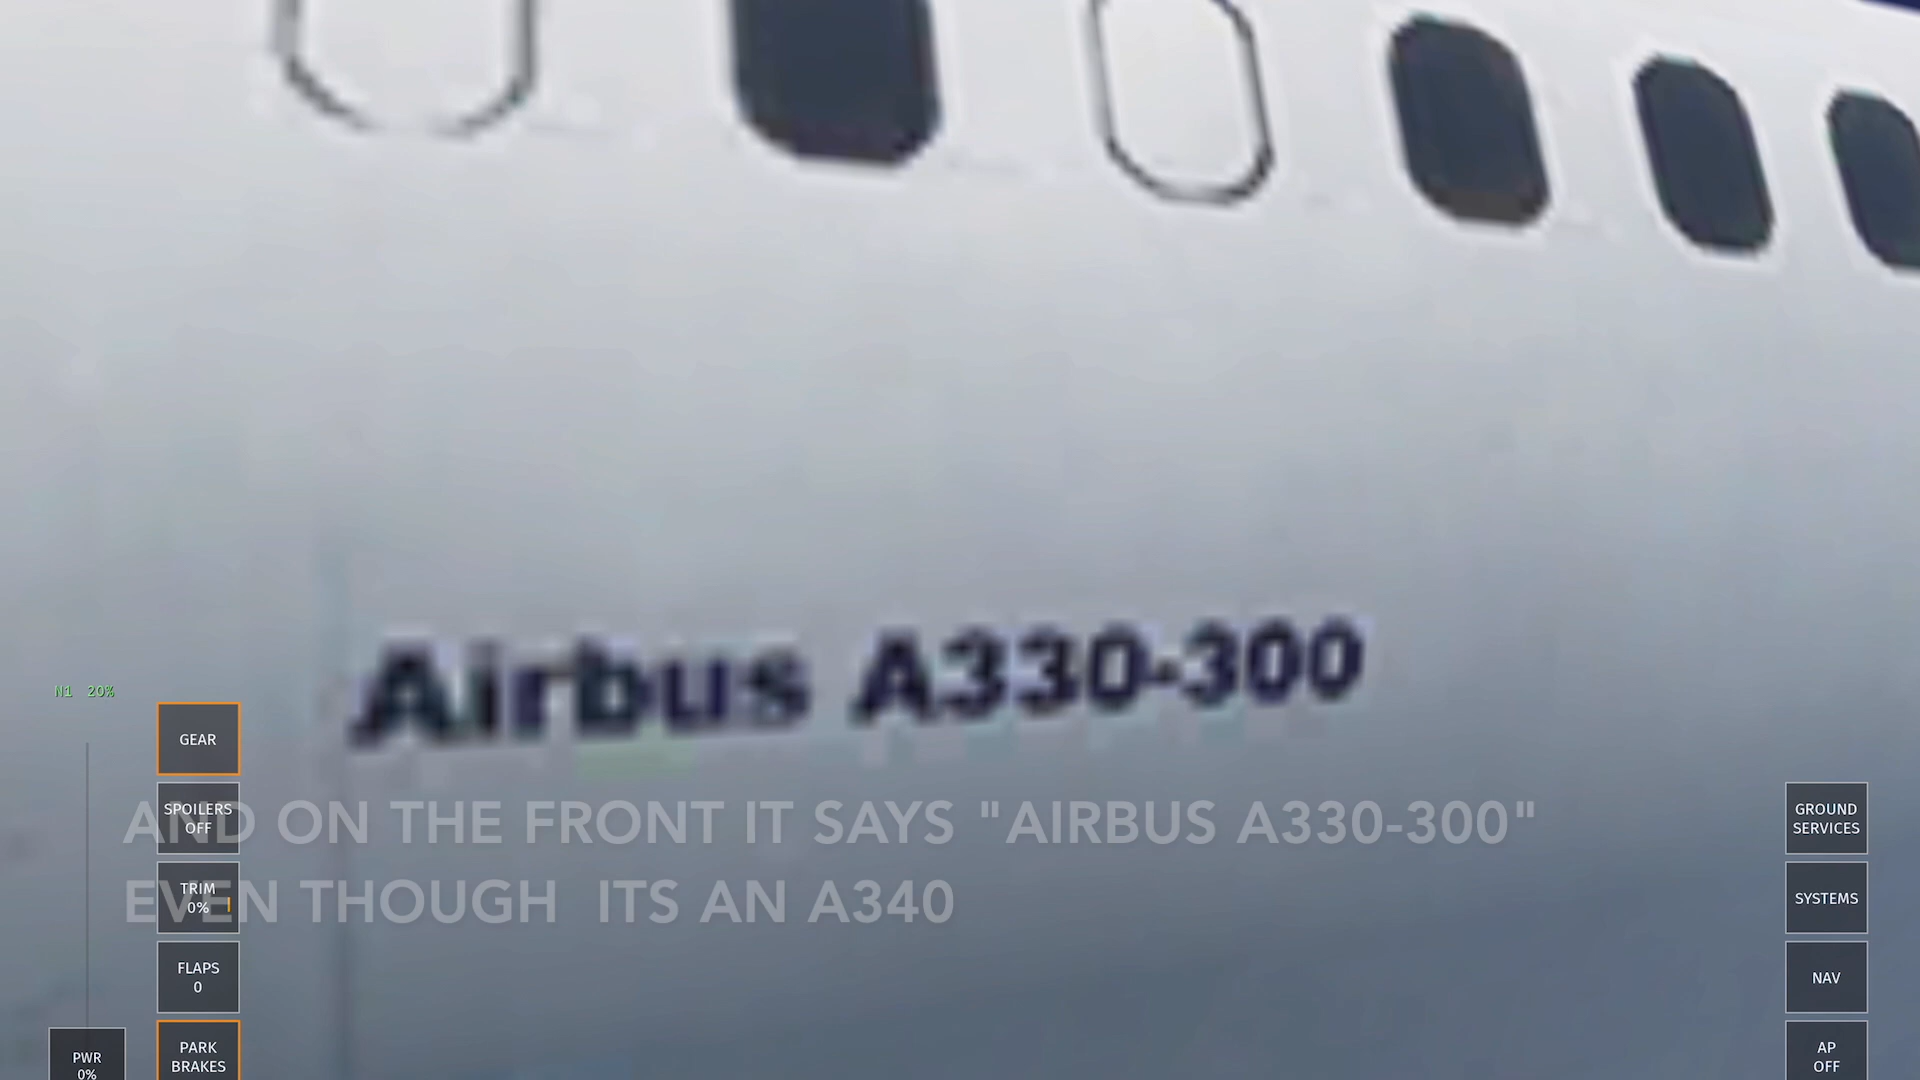 Airbus A330-300
N1 20%
GEAR
SPOILERS
OFF
AND ON THE FRONT IT SAYS "AIRBUS A330-300"
EVEN THOUGH ITS AN A340
TRIM
0%
FLAPS
0
PARK
BRAKES
PWR
0%
GROUND
SERVICES
SYSTEMS
NAV
AP
OFF